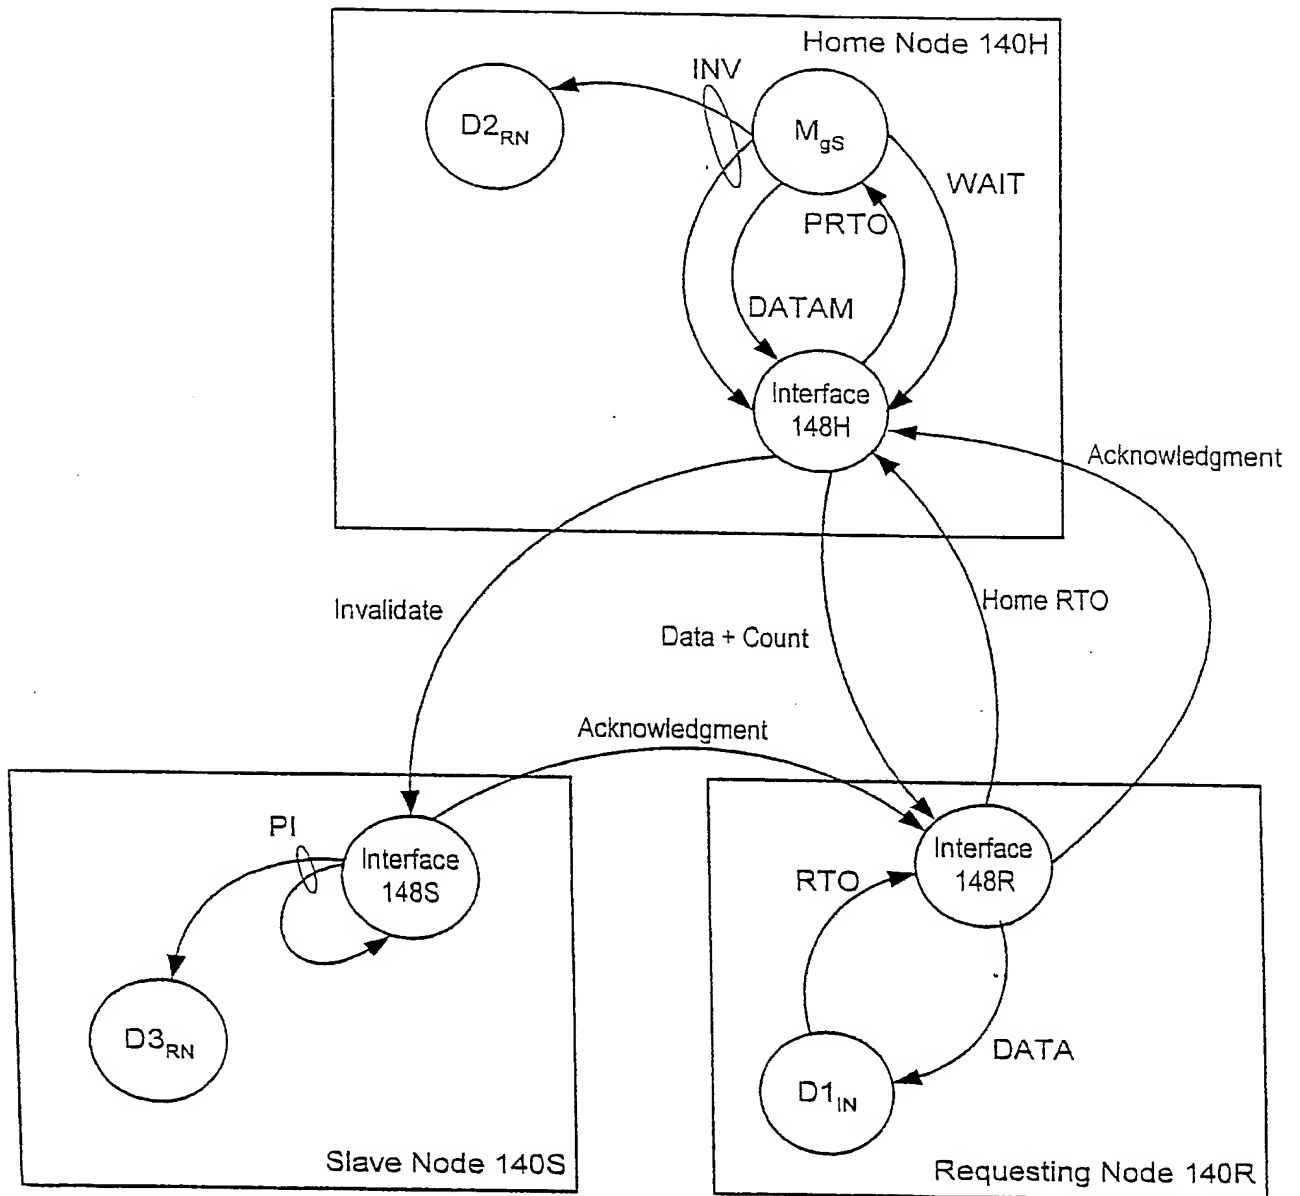 Home Node 140H
INV
D2RN
MgS
WAIT
PRTO
DATAM
Interface
148H
Acknowledgment
Invalidate
Home RTO
Data + Count
Acknowledgment
PI
Interface
148S
Interface
148R
RTO
D3RN
DATA
D1IN
Slave Node 140S
Requesting Node 140R